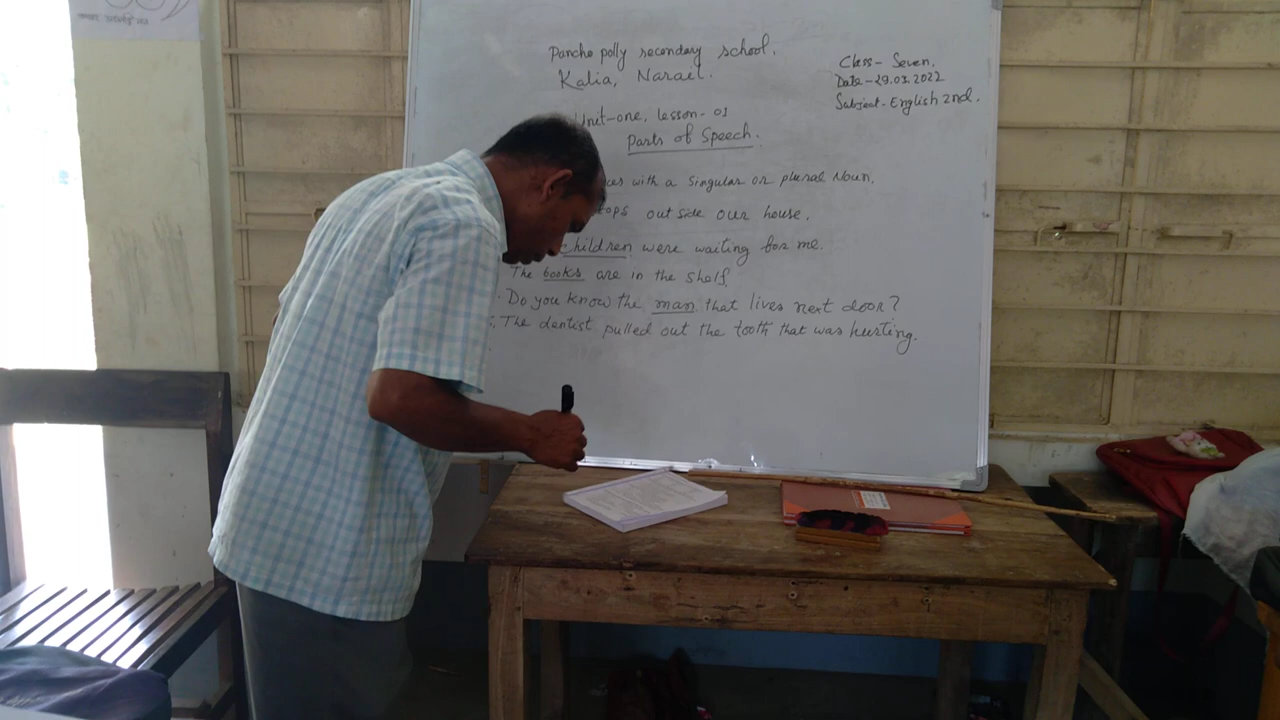 Pancho polly secondary school.
Kalia, Narail.
Class- Seven.
Date-29.03.2022
Subject-English 2nd.
Unit-one, lesson-01
Parts of Speech.
with a singular or plural Noun.
out side our house.
children were waiting for me.
The books are in the shelf.
Do you know the man that lives next door?
The dentist pulled out the tooth that was hurting.